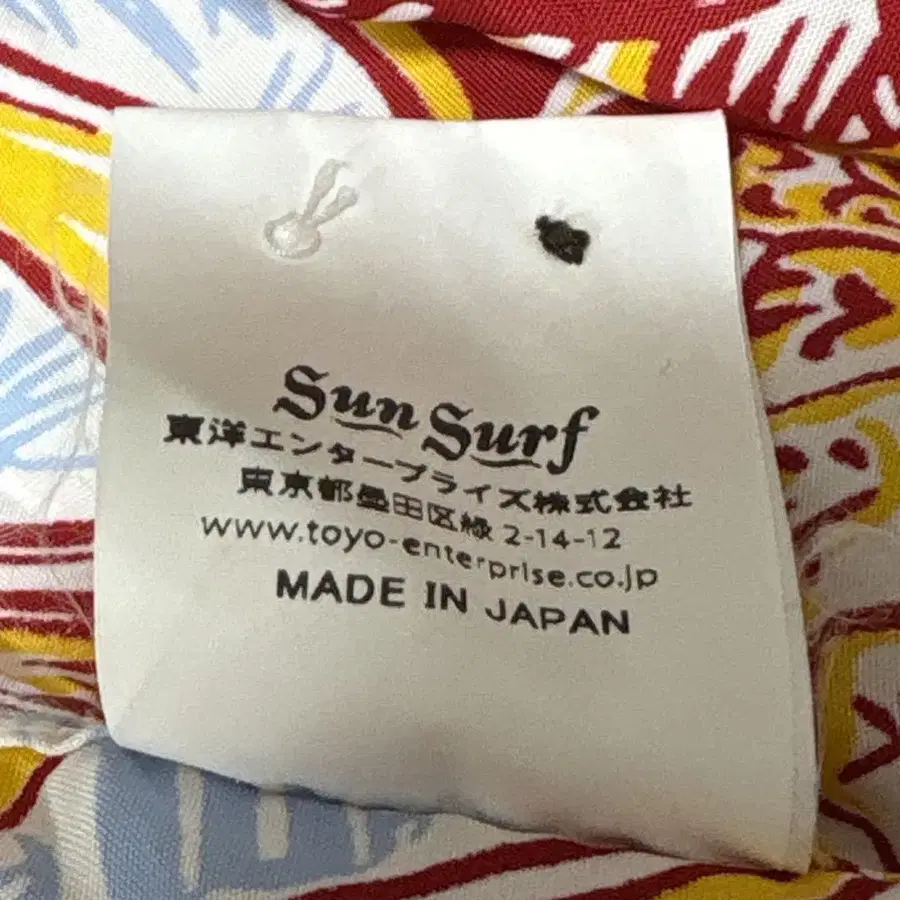 Sun Surf
東洋エンタープライズ株式会社
東京都墨田区緑 2-14-12
www.toyo-enterprise.co.jp
MADE IN JAPAN